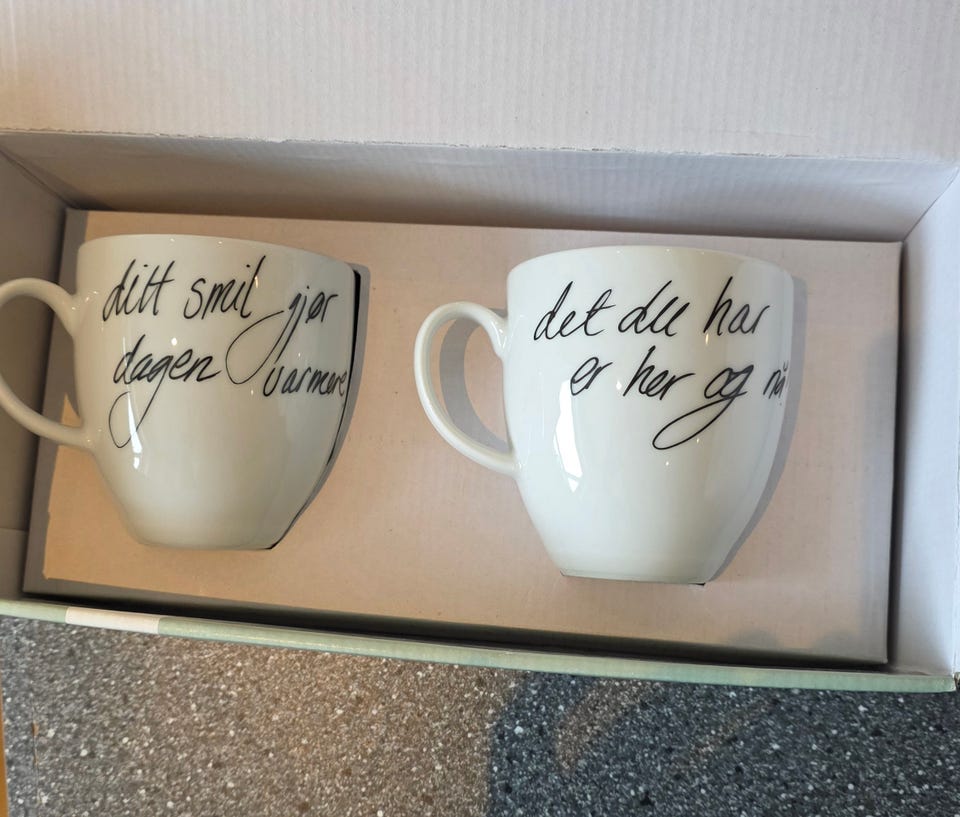 ditt smil gjør
dagen varmere
det du har
er her og nå